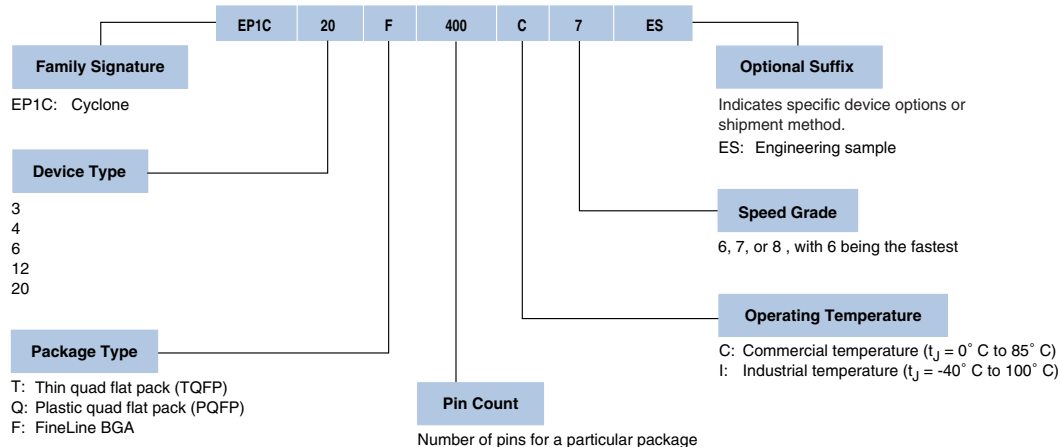 EP1C 20 F 400 C 7 ES
Family Signature
EP1C: Cyclone
Device Type
3
4
6
12
20
Package Type
T: Thin quad flat pack (TQFP)
Q: Plastic quad flat pack (PQFP)
F: FineLine BGA
Pin Count
Number of pins for a particular package
Optional Suffix
Indicates specific device options or
shipment method.
ES: Engineering sample
Speed Grade
6, 7, or 8 , with 6 being the fastest
Operating Temperature
C: Commercial temperature (tJ = 0˚ C to 85˚ C)
I: Industrial temperature (tJ = -40˚ C to 100˚ C)